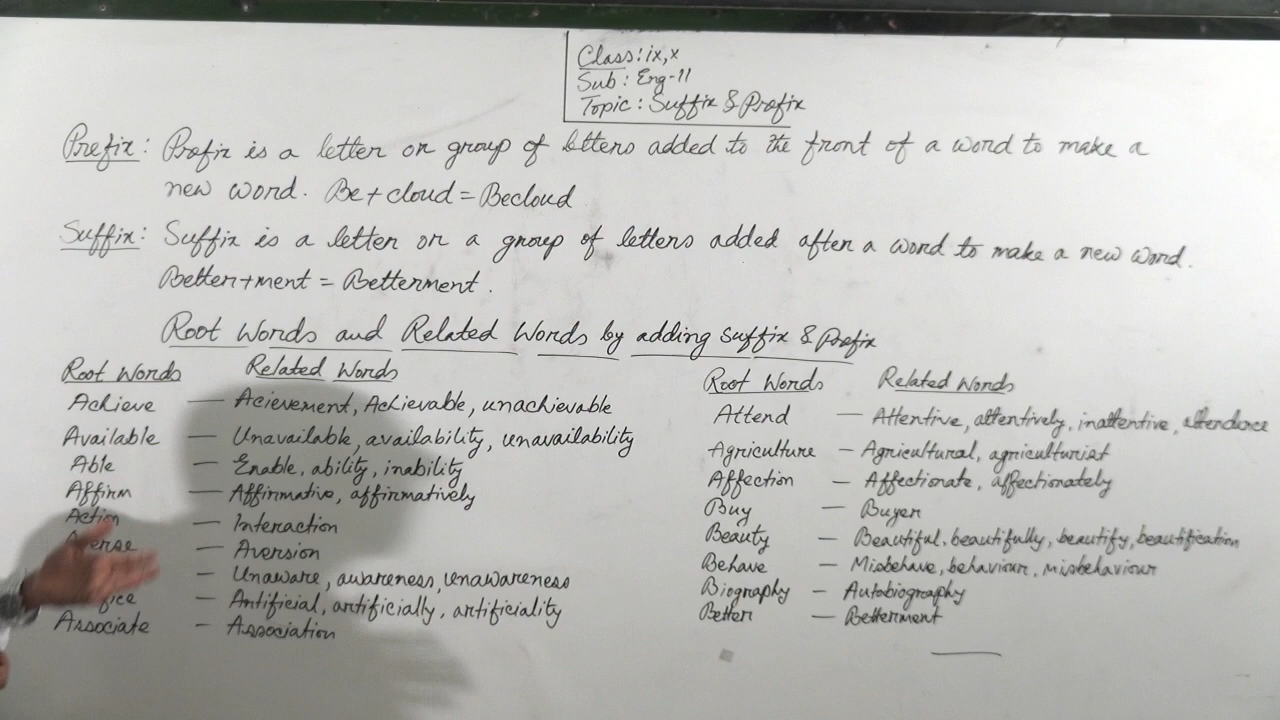 Class: ix, x
Sub : Eng-11
Topic : Suffix & Prefix
Prefix : Prefix is a letter or group of letters added to the front of a word to make a
new word. Be + cloud = Becloud
Suffix : Suffix is a letter or a group of letters added after a word to make a new word.
Better + ment = Betterment.
Root Words and Related Words by adding suffix & Prefix
Root Words Related Words
Achieve — Acievement, Achievable, unachievable
Available — Unavailable, availability, unavailability
Able — Enable, ability, inability
Affirm — Affirmative, affirmatively
Action — Interaction
verse — Aversion
— Unaware, awareness, unawareness
fice — Artificial, artificially, artificiality
Associate — Association
Root Words Related Words
Attend — Attentive, attentively, inattentive, attendance
Agriculture — Agricultural, agriculturist
Affection — Affectionate, affectionately
Buy — Buyer
Beauty — Beautiful, beautifully, beautify, beautification
Behave — Misbehave, behaviour, misbehaviour
Biography — Autobiography
Better — Betterment